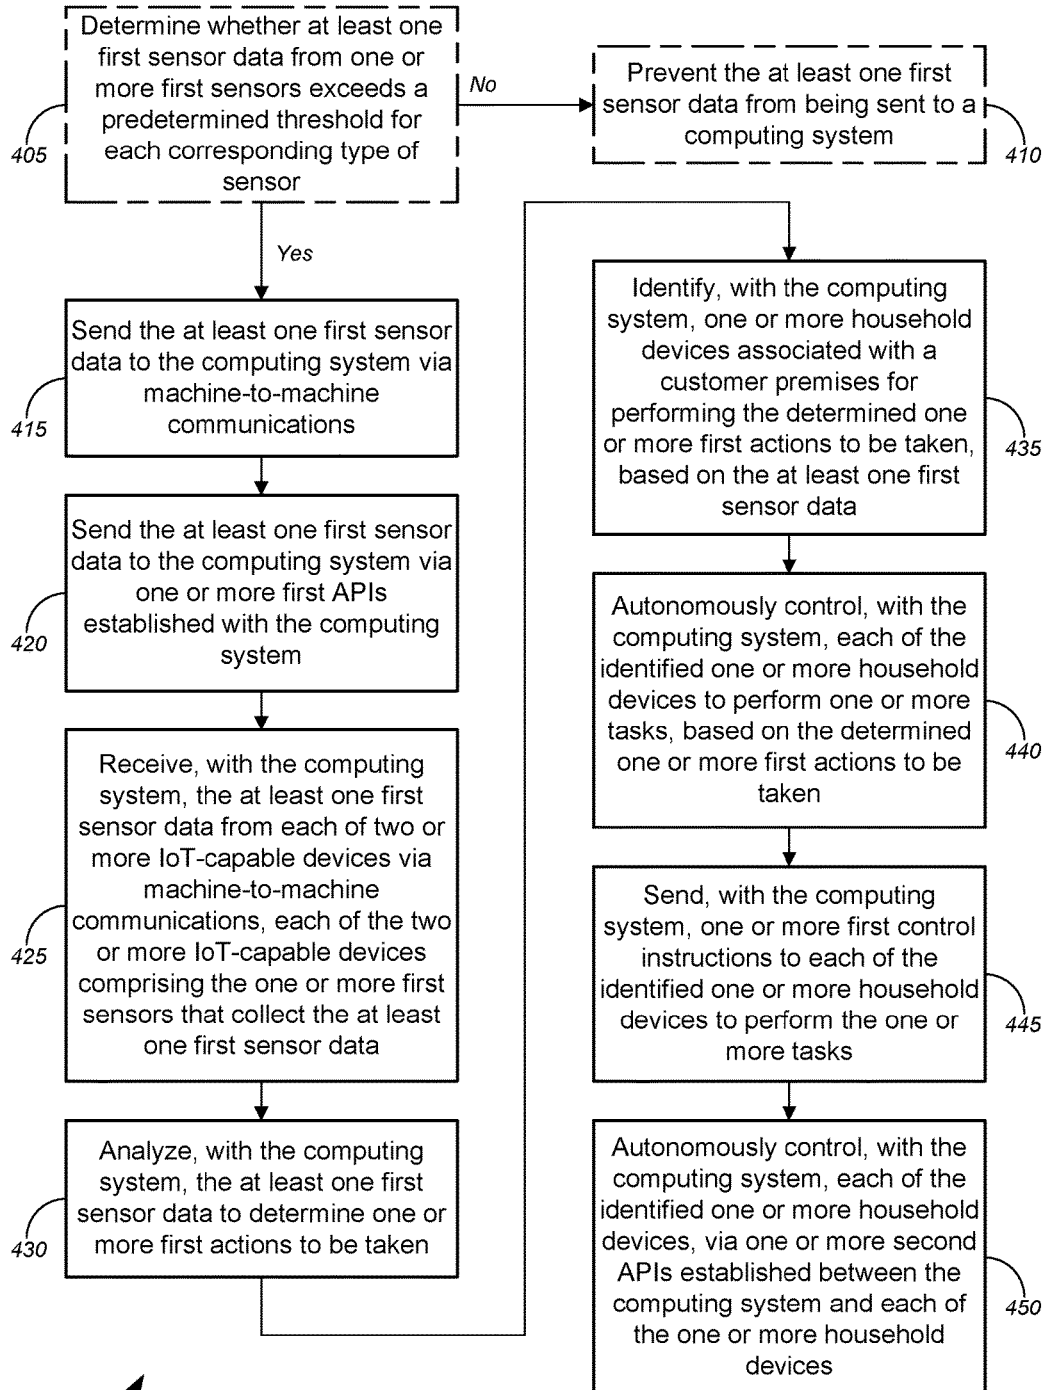 Determine whether at least one
first sensor data from one or
more first sensors exceeds a
predetermined threshold for
each corresponding type of
sensor
405
No
Prevent the at least one first
sensor data from being sent to a
computing system
410
Yes
Send the at least one first sensor
data to the computing system via
machine-to-machine
communications
415
Send the at least one first sensor
data to the computing system via
one or more first APIs
established with the computing
system
420
Receive, with the computing
system, the at least one first
sensor data from each of two or
more IoT-capable devices via
machine-to-machine
communications, each of the two
or more IoT-capable devices
comprising the one or more first
sensors that collect the at least
one first sensor data
425
Analyze, with the computing
system, the at least one first
sensor data to determine one or
more first actions to be taken
430
Identify, with the computing
system, one or more household
devices associated with a
customer premises for
performing the determined one
or more first actions to be taken,
based on the at least one first
sensor data
435
Autonomously control, with the
computing system, each of the
identified one or more household
devices to perform one or more
tasks, based on the determined
one or more first actions to be
taken
440
Send, with the computing
system, one or more first control
instructions to each of the
identified one or more household
devices to perform the one or
more tasks
445
Autonomously control, with the
computing system, each of the
identified one or more household
devices, via one or more second
APIs established between the
computing system and each of
the one or more household
devices
450